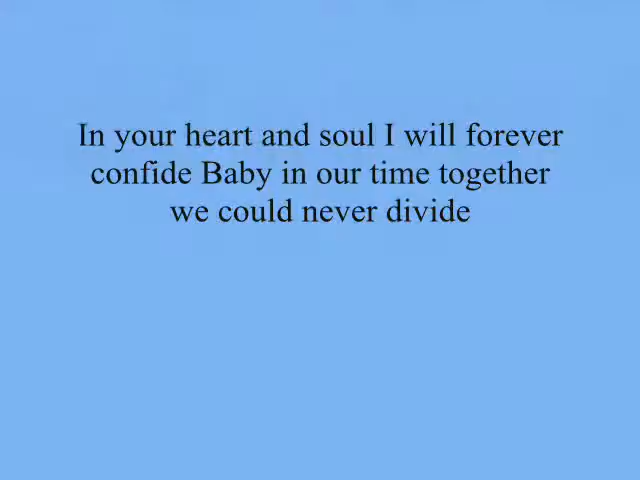 In your heart and soul I will forever
confide Baby in our time together
we could never divide